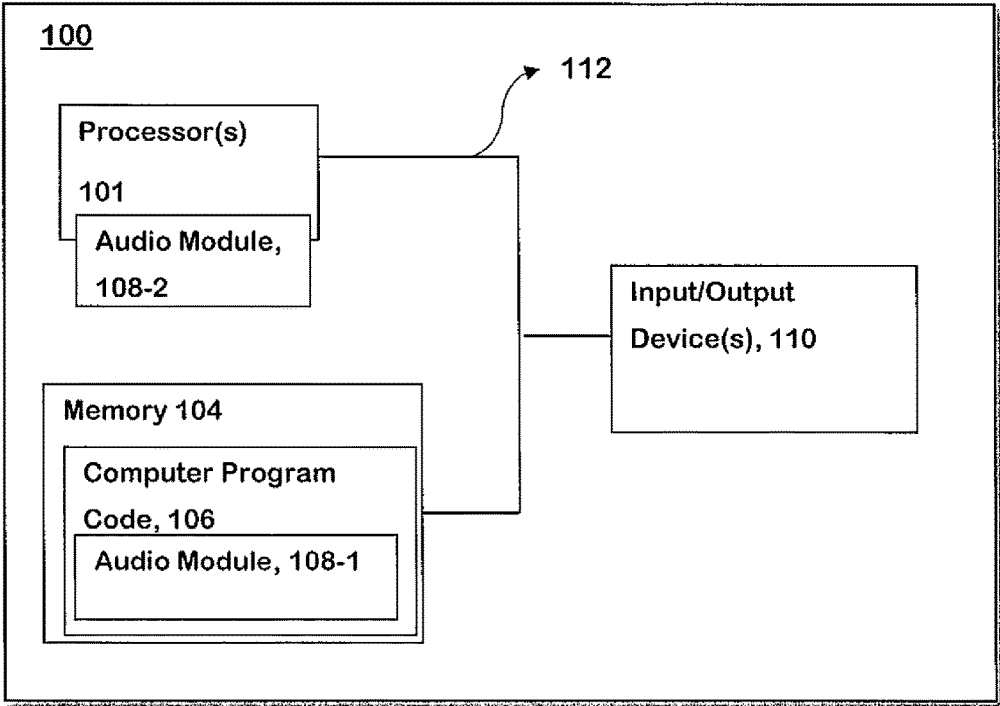 100
112
Processor(s)
101
Audio Module,
108-2
Input/Output
Device(s), 110
Memory 104
Computer Program
Code, 106
Audio Module, 108-1